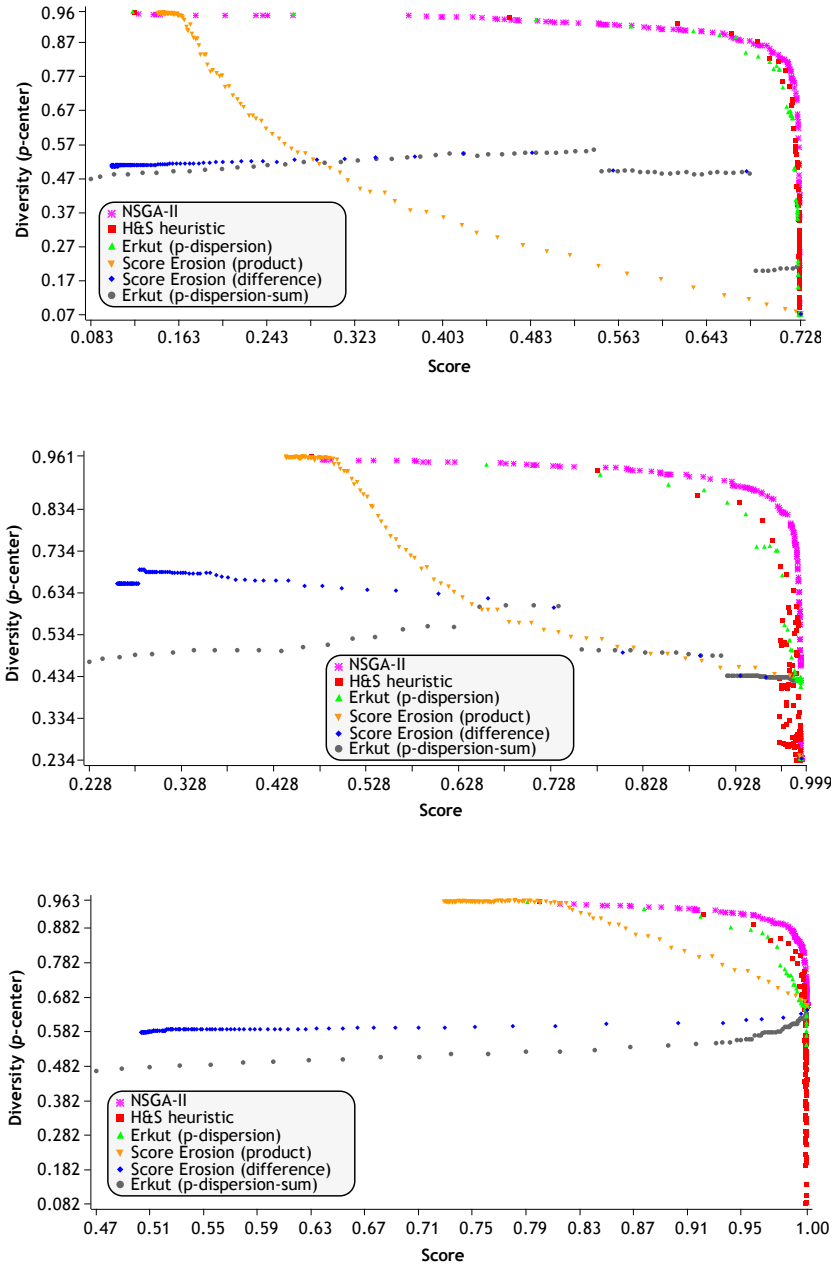 0.96
0.87
0.77
0.67
0.57
0.47
0.37
0.27
0.17
0.07
Diversity (p-center)
NSGA-II
H&S heuristic
Erkut (p-dispersion)
Score Erosion (product)
Score Erosion (difference)
Erkut (p-dispersion-sum)
0.083 0.163 0.243 0.323 0.403 0.483 0.563 0.643 0.728
Score
0.961
0.834
0.734
0.634
0.534
0.434
0.334
0.234
Diversity (p-center)
NSGA-II
H&S heuristic
Erkut (p-dispersion)
Score Erosion (product)
Score Erosion (difference)
Erkut (p-dispersion-sum)
0.228 0.328 0.428 0.528 0.628 0.728 0.828 0.928 0.999
Score
0.963
0.882
0.782
0.682
0.582
0.482
0.382
0.282
0.182
0.082
Diversity (p-center)
NSGA-II
H&S heuristic
Erkut (p-dispersion)
Score Erosion (product)
Score Erosion (difference)
Erkut (p-dispersion-sum)
0.47 0.51 0.55 0.59 0.63 0.67 0.71 0.75 0.79 0.83 0.87 0.91 0.95 1.00
Score